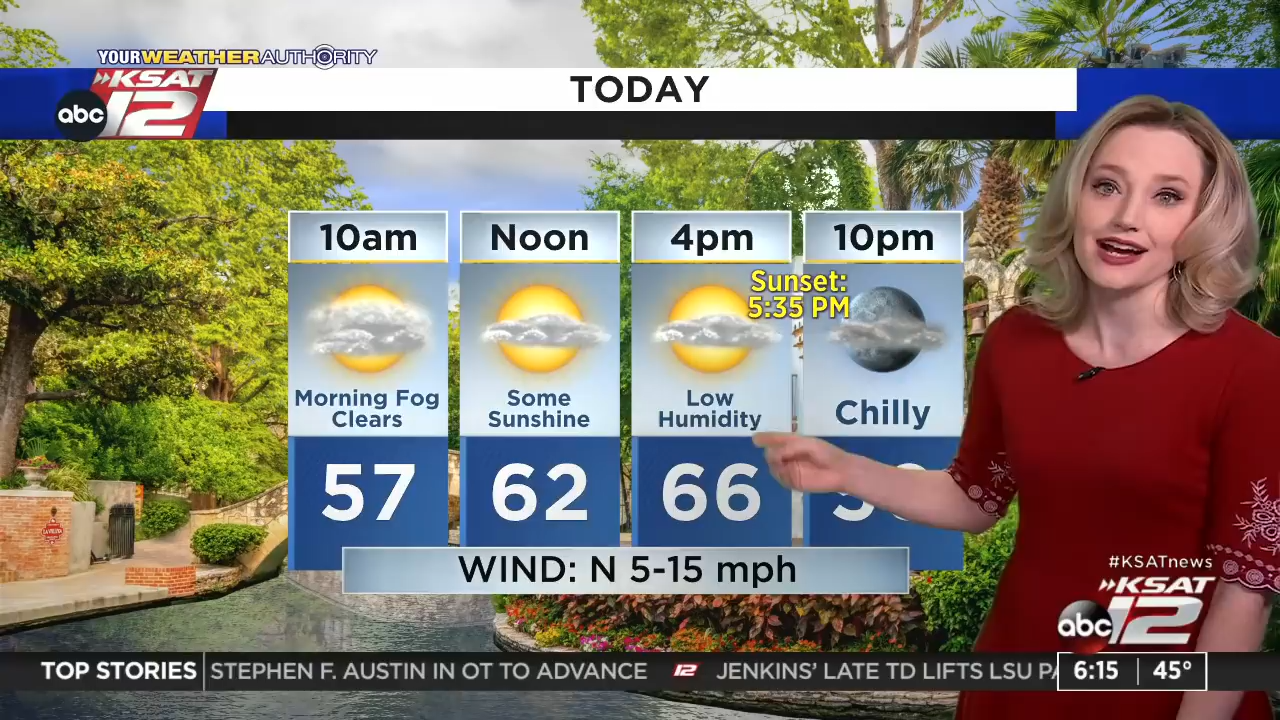 YOUR WEATHER AUTHORITY
KSAT
abc 12
TODAY
10am
Noon
4pm
10pm
Sunset:
5:35 PM
Morning Fog
Clears
Some
Sunshine
Low
Humidity
Chilly
57
62
66
WIND: N 5-15 mph
#KSATnews
KSAT
abc 12
TOP STORIES
STEPHEN F. AUSTIN IN OT TO ADVANCE
12
JENKINS' LATE TD LIFTS LSU
6:15
45°